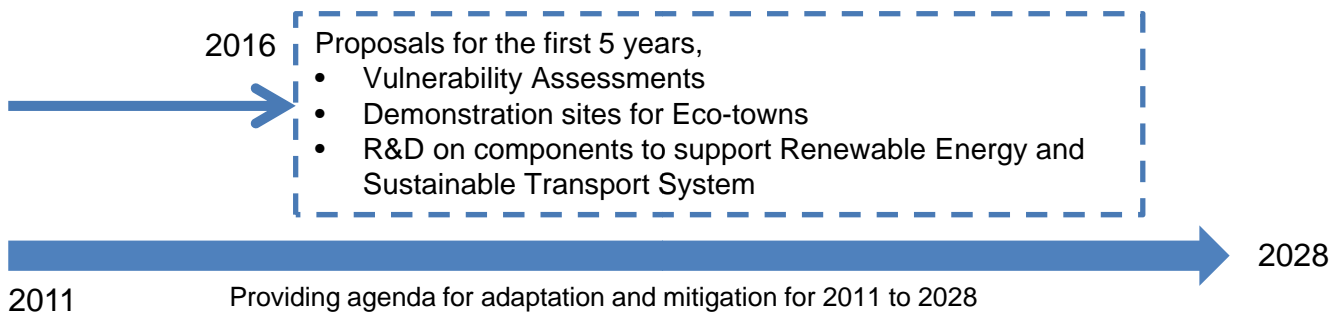 2016
Proposals for the first 5 years,
• Vulnerability Assessments
• Demonstration sites for Eco-towns
• R&D on components to support Renewable Energy and
Sustainable Transport System
2028
2011
Providing agenda for adaptation and mitigation for 2011 to 2028